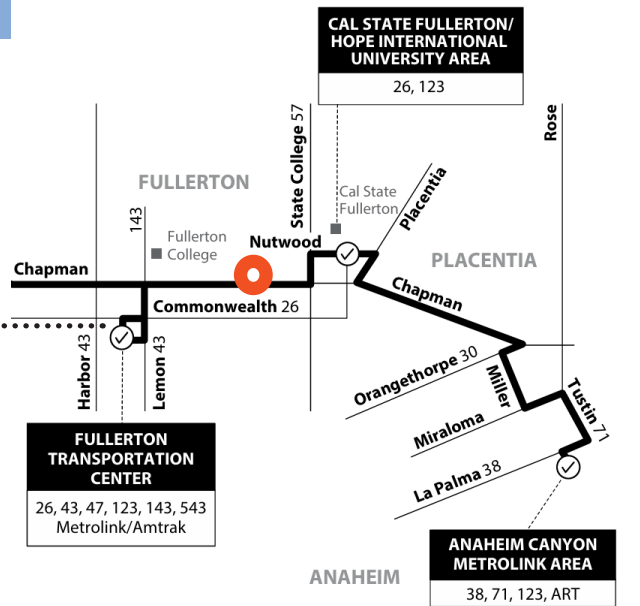 CAL STATE FULLERTON/
HOPE INTERNATIONAL
UNIVERSITY AREA
26, 123
Rose
State College 57
FULLERTON
Placentia
143
Cal State
Fullerton
Fullerton
College
Nutwood
PLACENTIA
Chapman
Chapman
Commonwealth 26
Harbor 43
Lemon 43
Orangethorpe 30
Miller
Tustin 71
Miraloma
La Palma 38
FULLERTON
TRANSPORTATION
CENTER
26, 43, 47, 123, 143, 543
Metrolink/Amtrak
ANAHEIM
ANAHEIM CANYON
METROLINK AREA
38, 71, 123, ART